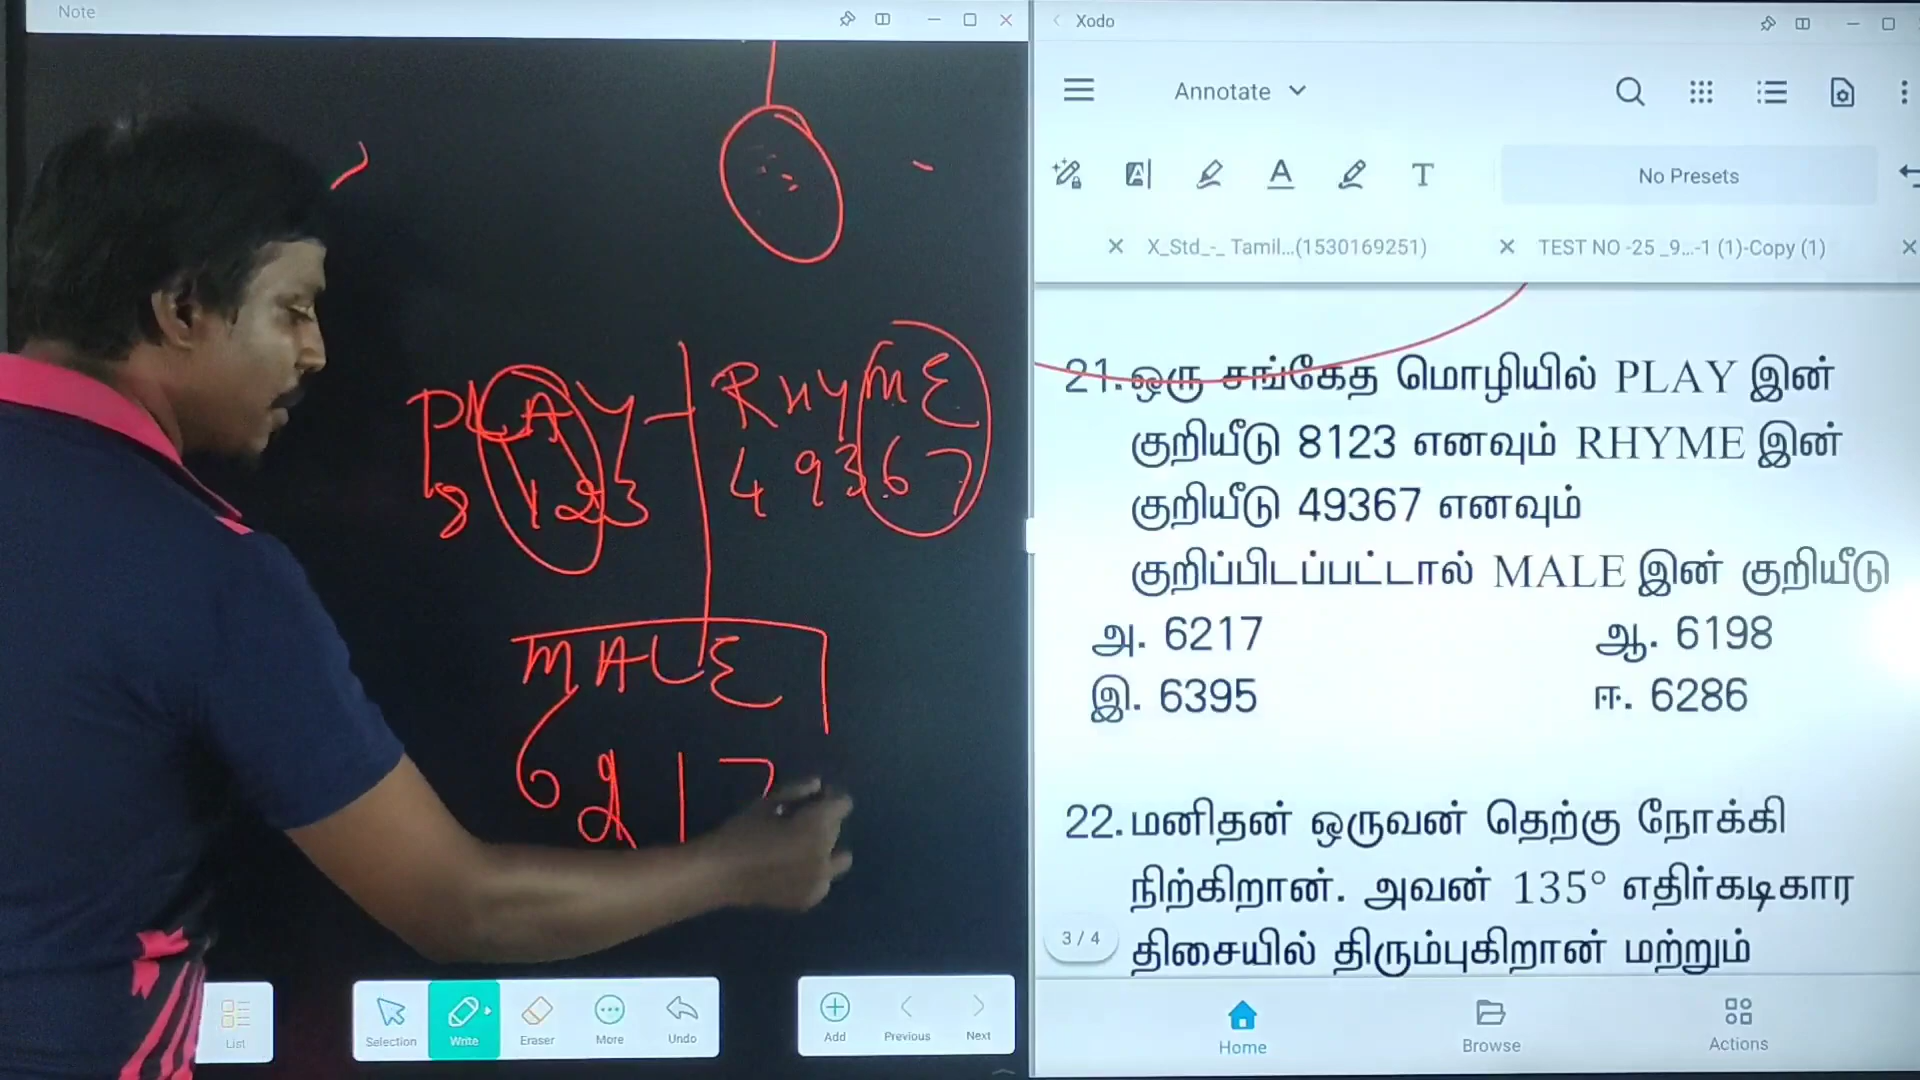 Note
PLAY - RHYME
8 123 49367
MALE
6217
List
Selection
Write
Eraser
More
Undo
Add
Previous
Next
Xodo
Annotate
T
No Presets
X_Std_-_ Tamil...(1530169251)
TEST NO -25 _9...-1 (1)-Copy (1)
21. ஒரு சங்கேத மொழியில் PLAY இன்
குறியீடு 8123 எனவும் RHYME இன்
குறியீடு 49367 எனவும்
குறிப்பிடப்பட்டால் MALE இன் குறியீடு
அ. 6217 ஆ. 6198
இ. 6395 ஈ. 6286
22. மனிதன் ஒருவன் தெற்கு நோக்கி
நிற்கிறான். அவன் 135° எதிர்கடிகார
திசையில் திரும்புகிறான் மற்றும்
3 / 4
Home
Browse
Actions